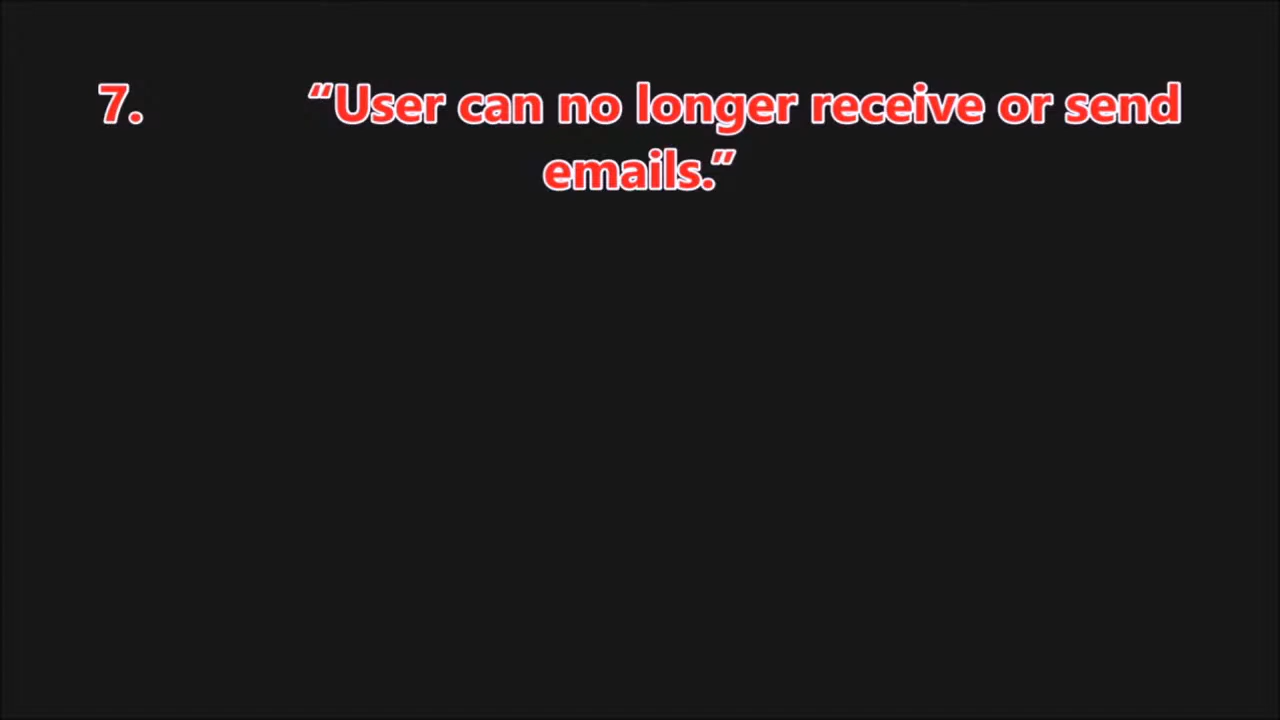 7. “User can no longer receive or send
emails.”